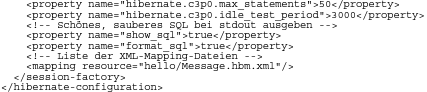 <property name="hibernate.c3p0.max_statements">50</property>
<property name="hibernate.c3p0.idle_test_period">3000</property>
<!-- Schönes, sauberes SQL bei stdout ausgeben -->
<property name="show_sql">true</property>
<property name="format_sql">true</property>
<!-- Liste der XML-Mapping-Dateien -->
<mapping resource="hello/Message.hbm.xml"/>
</session-factory>
</hibernate-configuration>